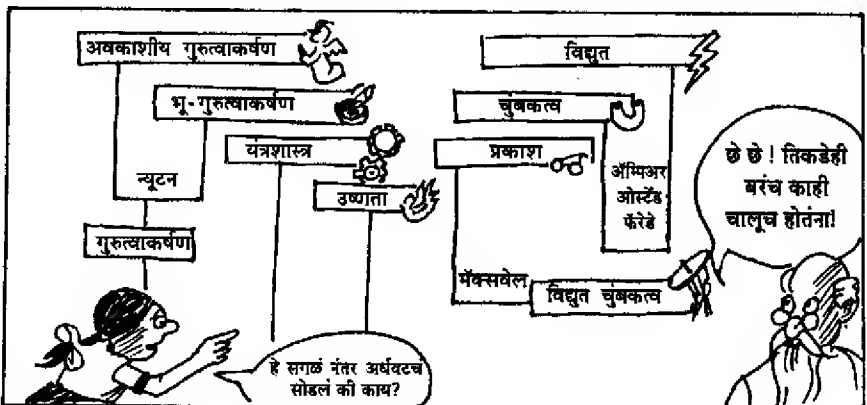 अवकाशीय गुरुत्वाकर्षण
भू-गुरुत्वाकर्षण
यंत्रशास्त्र
उष्णता
न्यूटन
गुरुत्वाकर्षण
हे सगळं नंतर अर्धवटच
सोडलं की काय?
विद्युत
चुंबकत्व
प्रकाश
ॲम्पिअर
ओर्स्टेड
फॅरेडे
मॅक्सवेल
विद्युत चुंबकत्व
छे छे ! तिकडेही
बरंच काही
चालूच होतंना!